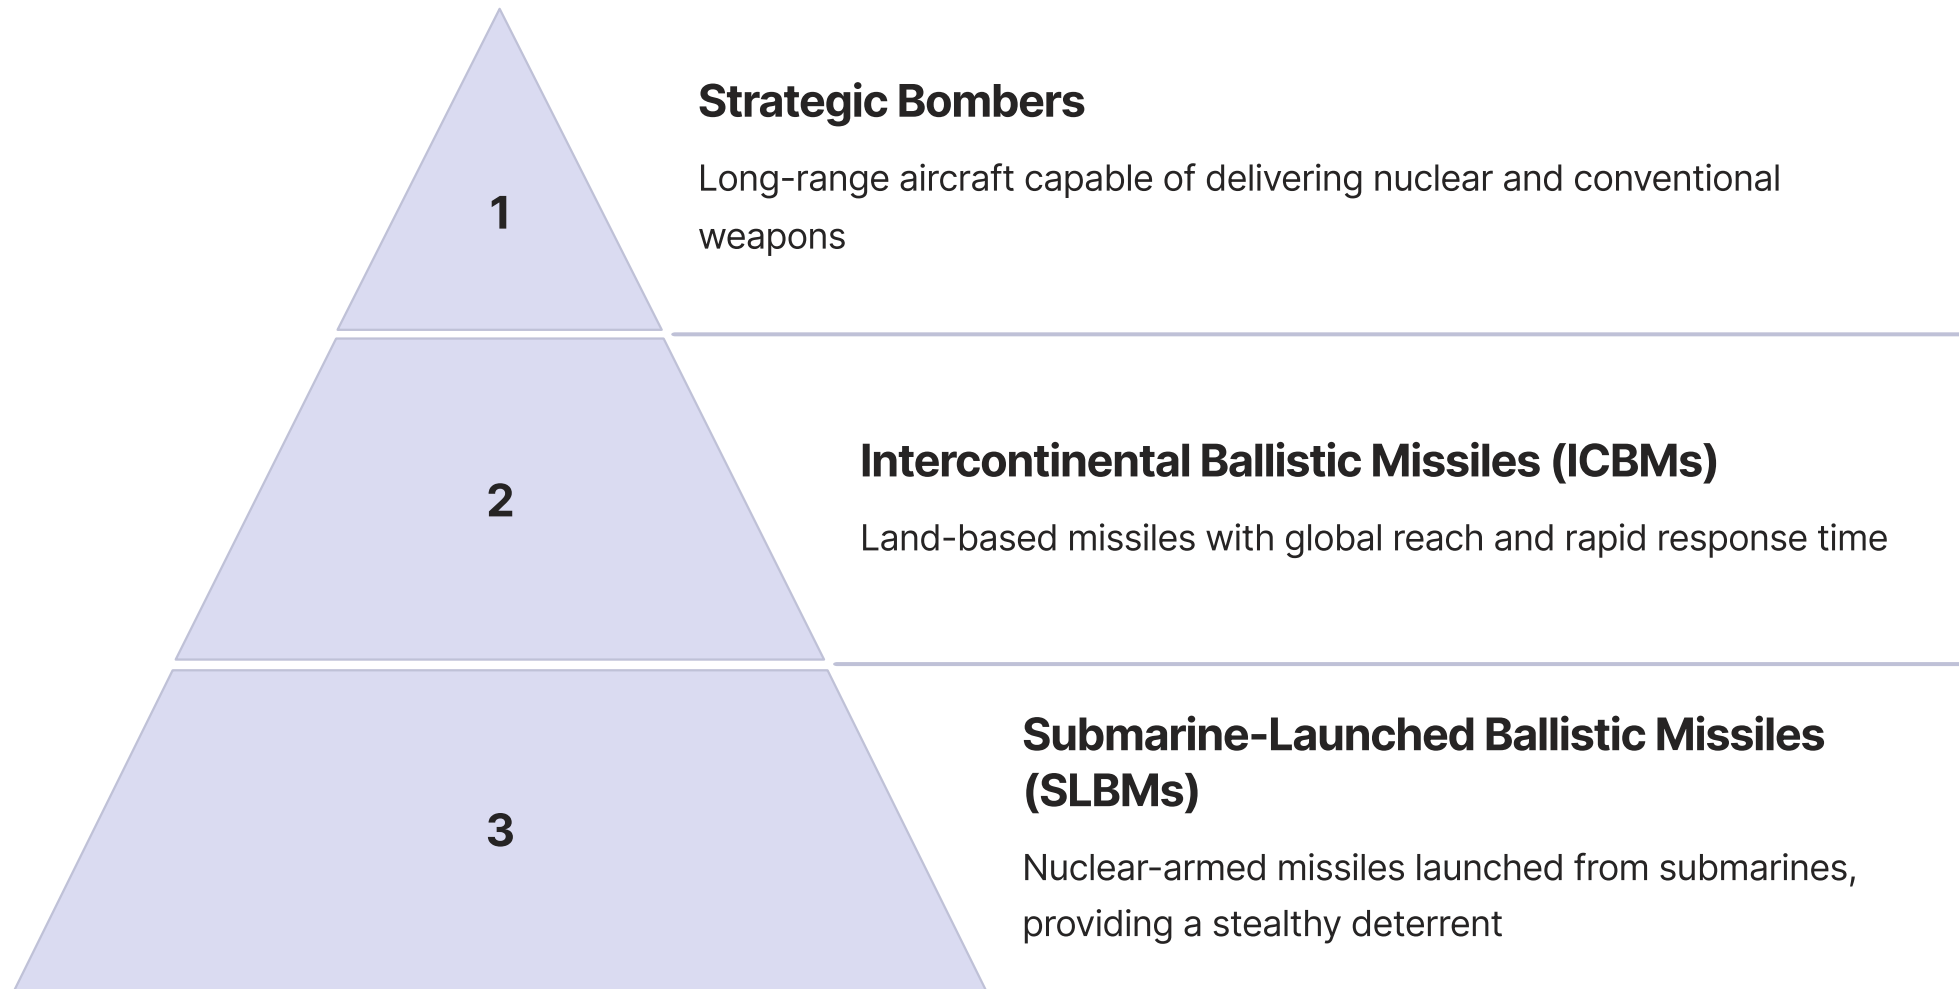 1
Strategic Bombers
Long-range aircraft capable of delivering nuclear and conventional
weapons
2
Intercontinental Ballistic Missiles (ICBMs)
Land-based missiles with global reach and rapid response time
3
Submarine-Launched Ballistic Missiles
(SLBMs)
Nuclear-armed missiles launched from submarines,
providing a stealthy deterrent